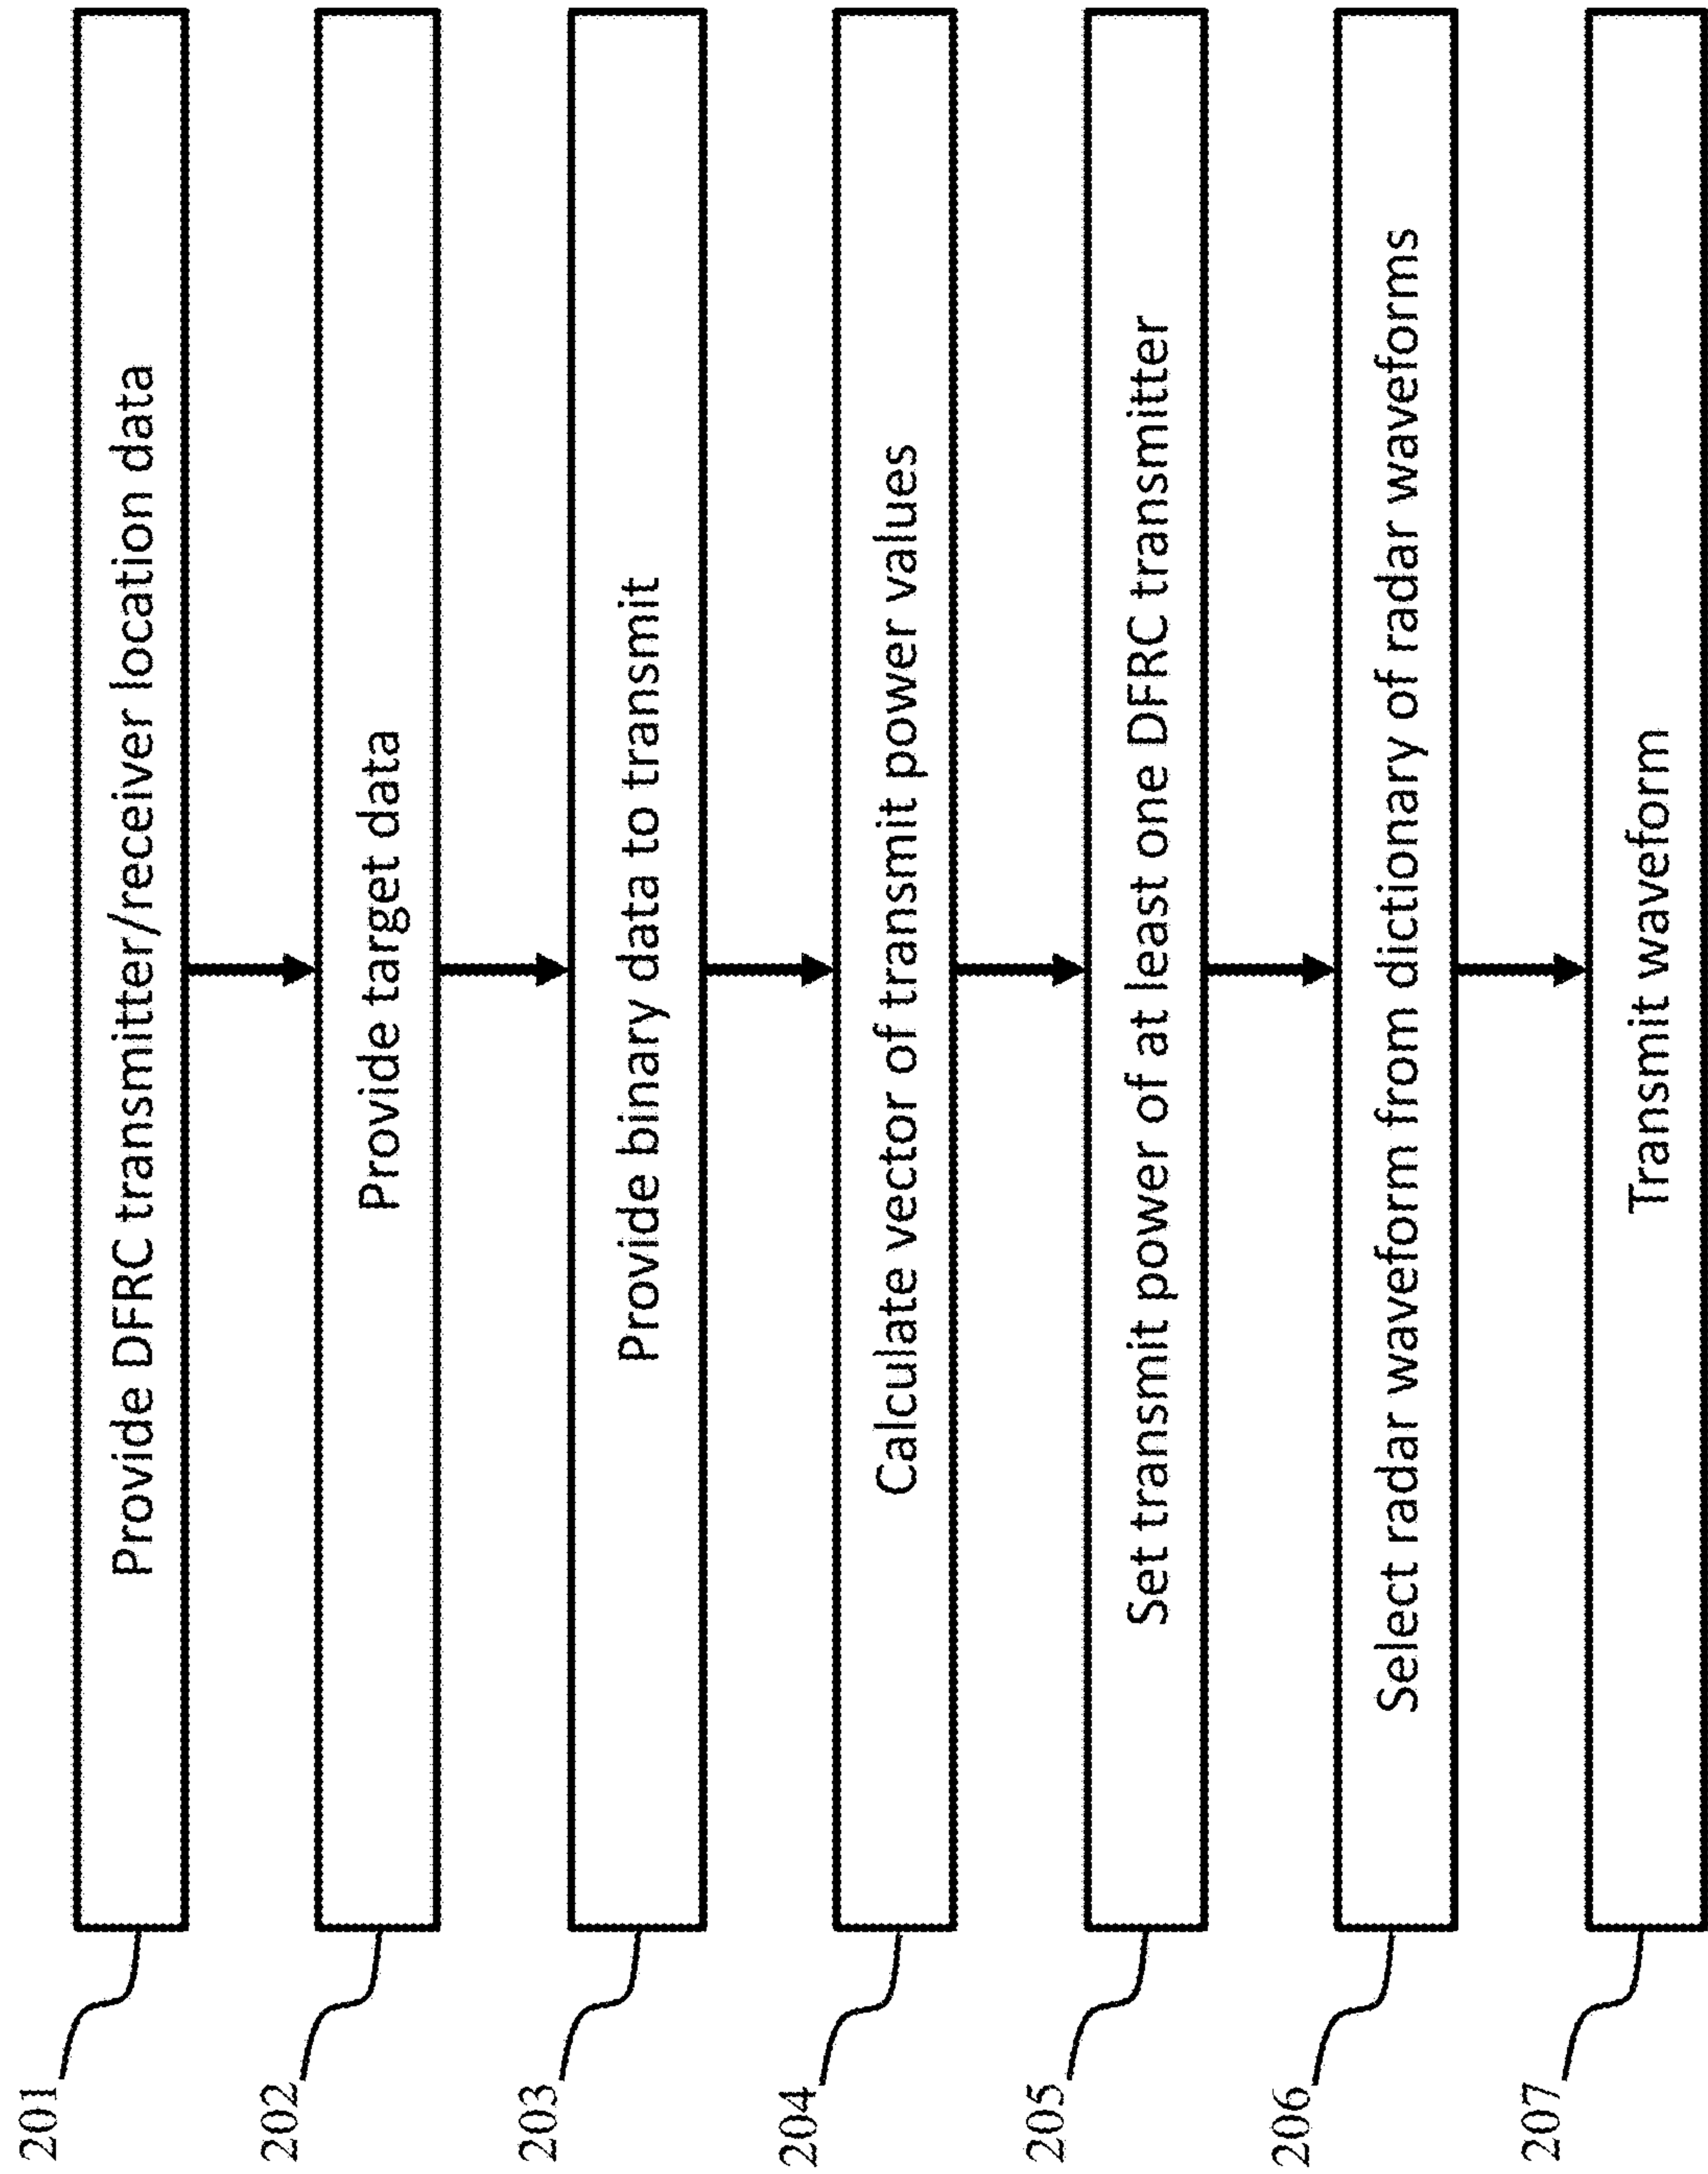 201
Provide DFRC transmitter/receiver location data
202
Provide target data
203
Provide binary data to transmit
204
Calculate vector of transmit power values
205
Set transmit power of at least one DFRC transmitter
206
Select radar waveform from dictionary of radar waveforms
207
Transmit waveform